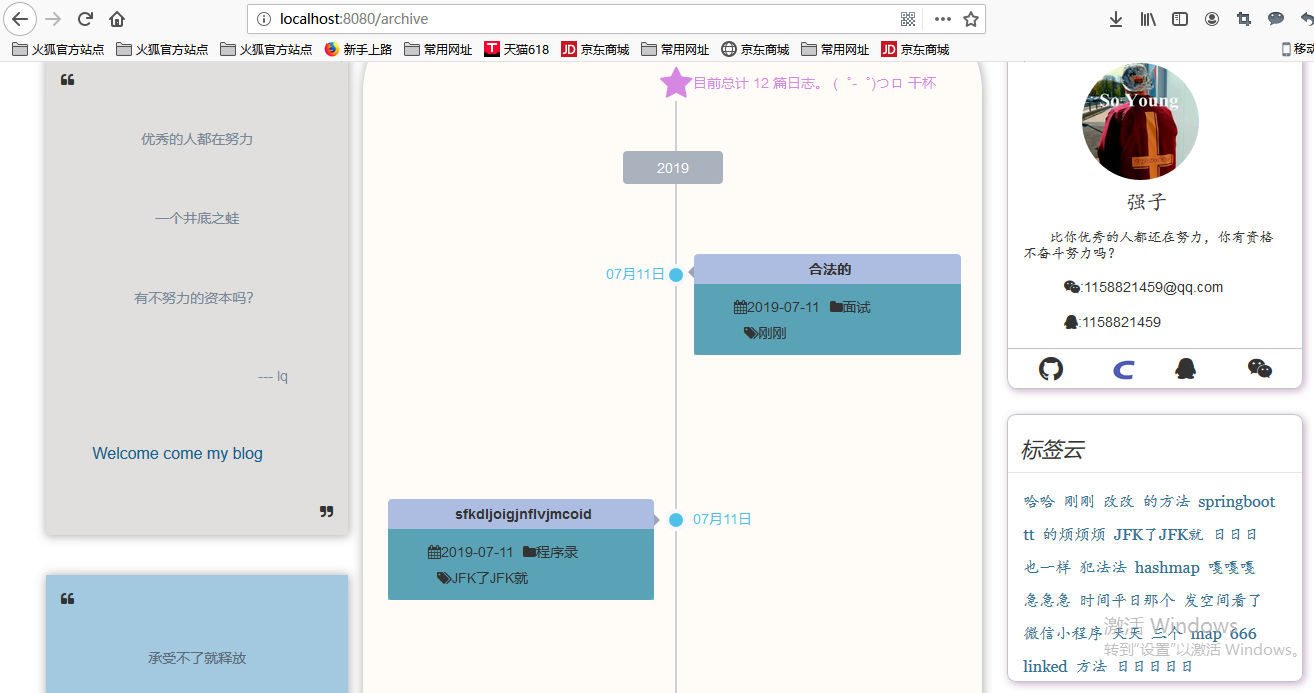 localhost:8080/archive
火狐官方站点 火狐官方站点 火狐官方站点 新手上路 常用网址 天猫618 京东商城 常用网址 京东商城 常用网址 京东商城 移动
优秀的人都在努力
一个井底之蛙
有不努力的资本吗?
--- lq
Welcome come my blog
承受不了就释放
目前总计 12 篇日志。 ( ゜- ゜)つロ 干杯
2019
07月11日
合法的
2019-07-11 面试
刚刚
sfkdljoigjnflvjmcoid
07月11日
2019-07-11 程序录
JFK了JFK就
So Young
强子
比你优秀的人都还在努力，你有资格
不奋斗努力吗？
:1158821459@qq.com
:1158821459
标签云
哈哈 刚刚 改改 的方法 springboot
tt 的烦烦烦 JFK了JFK就 日日日
也一样 犯法法 hashmap 嘎嘎嘎
急急急 时间平日那个 发空间看了
微信小程序 天天 三个 map 666
linked 方法 日日日日日
激活 Windows
转到"设置"以激活 Windows。